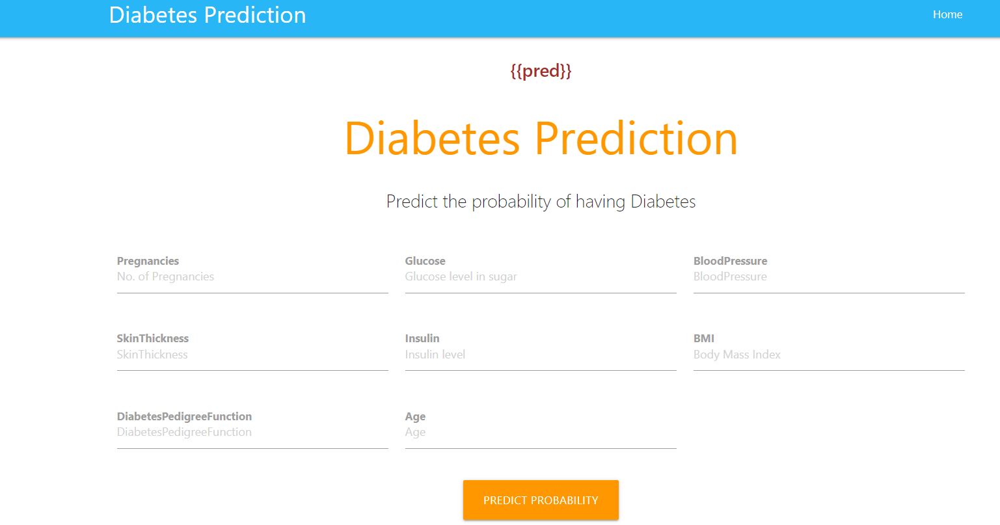 Diabetes Prediction Home
{{pred}}
Diabetes Prediction
Predict the probability of having Diabetes
Pregnancies Glucose BloodPressure
No. of Pregnancies Glucose level in sugar BloodPressure
SkinThickness Insulin BMI
SkinThickness Insulin level Body Mass Index
DiabetesPedigreeFunction Age
DiabetesPedigreeFunction Age
PREDICT PROBABILITY